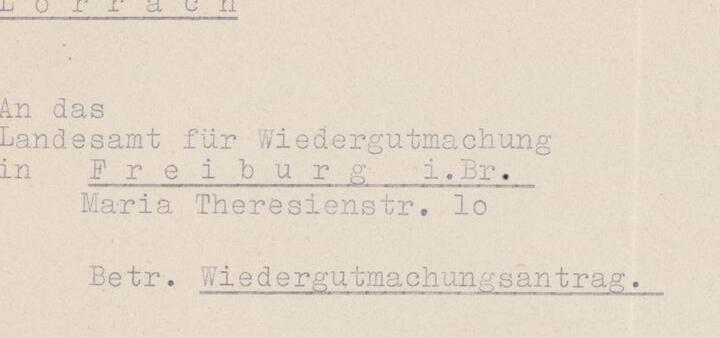 L ö r r a c h
An das
Landesamt für Wiedergutmachung
in F r e i b u r g i.Br.
Maria Theresienstr. lo
Betr. Wiedergutmachungsantrag.